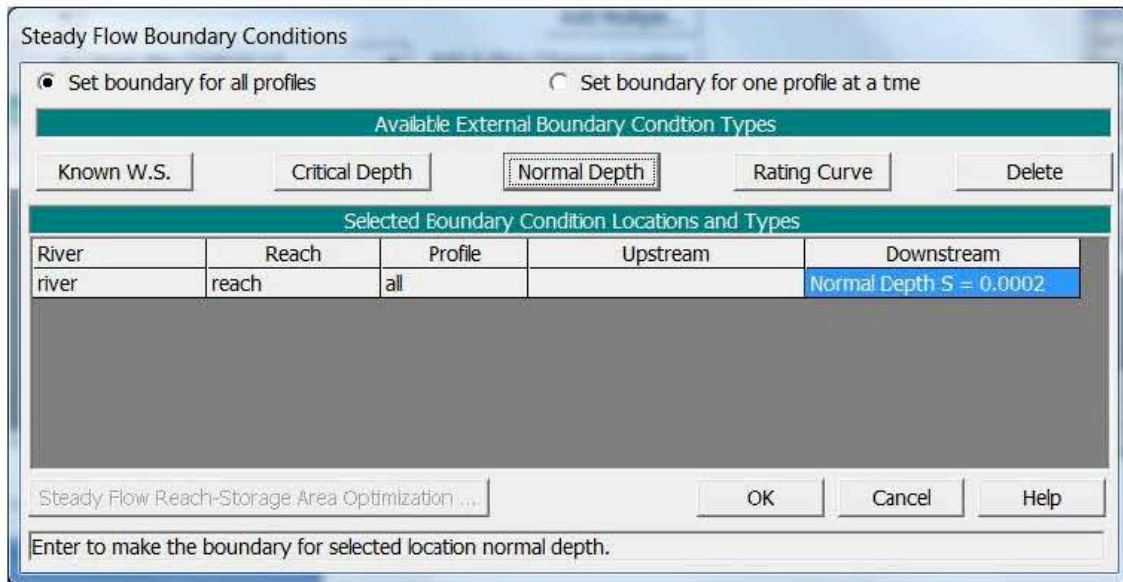 Steady Flow Boundary Conditions
Set boundary for all profiles Set boundary for one profile at a tme
Available External Boundary Condtion Types
Known W.S. Critical Depth Normal Depth Rating Curve Delete
Selected Boundary Condition Locations and Types
River Reach Profile Upstream Downstream
river reach all Normal Depth S = 0.0002
Steady Flow Reach-Storage Area Optimization ... OK Cancel Help
Enter to make the boundary for selected location normal depth.